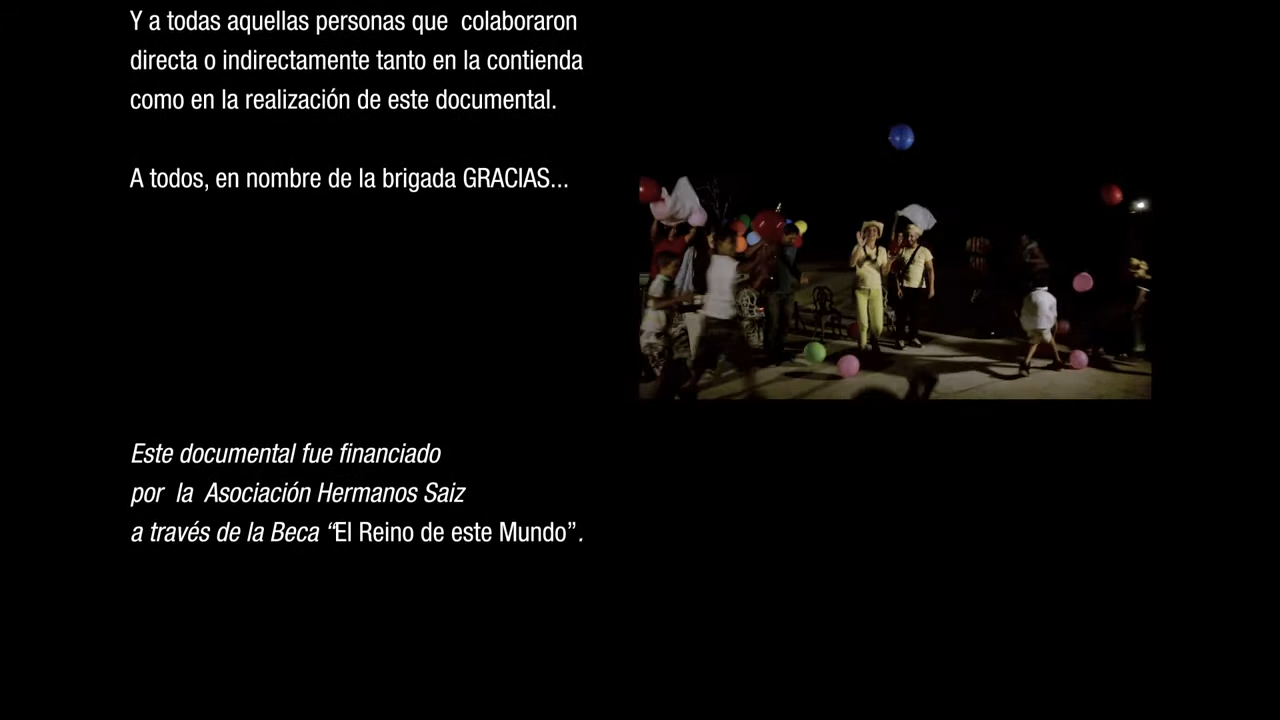 Y a todas aquellas personas que colaboraron
directa o indirectamente tanto en la contienda
como en la realización de este documental.
A todos, en nombre de la brigada GRACIAS...
Este documental fue financiado
por la Asociación Hermanos Saiz
a través de la Beca “El Reino de este Mundo”.